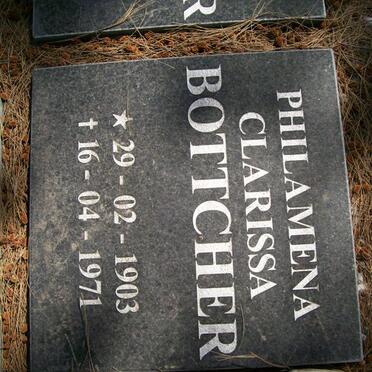 R
PHILAMENA
CLARISSA
BOTTCHER
★ 29 - 02 - 1903
✝ 16 - 04 - 1971